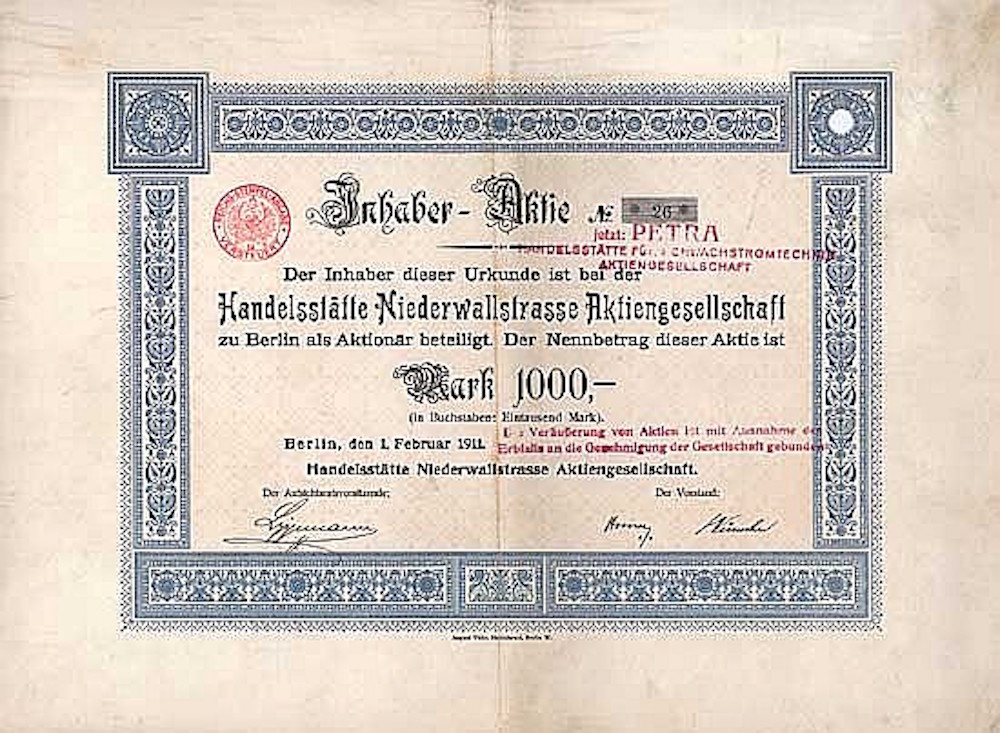 Inhaber-Aktie № 26
jetzt: PETRA
HANDELSSTÄTTE FÜR SCHWACHSTROMTECHNIK
AKTIENGESELLSCHAFT
Der Inhaber dieser Urkunde ist bei der
Handelsstätte Niederwallstrasse Aktiengesellschaft
zu Berlin als Aktionär beteiligt. Der Nennbetrag dieser Aktie ist
Mark 1000,—
(in Buchstaben: Eintausend Mark).
Veräußerung von Aktien ist mit Ausnahme des
Berlin, den 1. Februar 1911.
Erbfalls an die Genehmigung der Gesellschaft gebunden
Handelsstätte Niederwallstrasse Aktiengesellschaft.
Der Aufsichtsratsvorsitzende:
Der Vorstand: